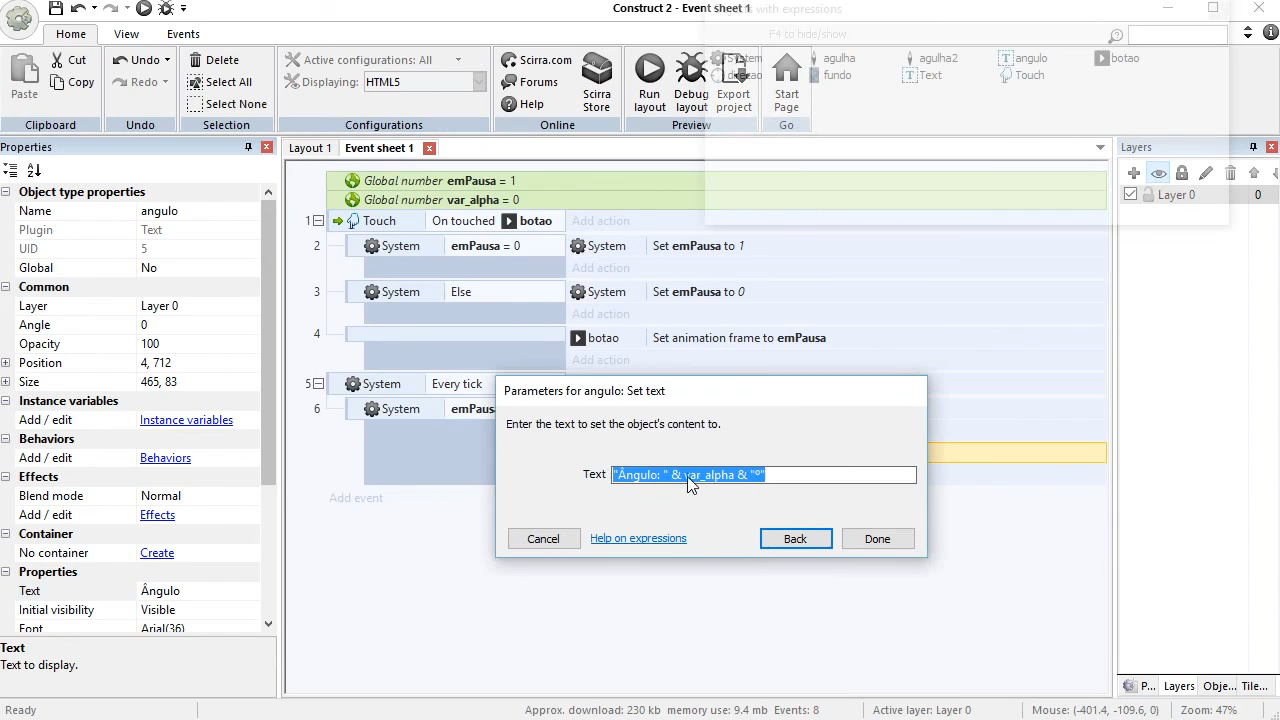 Construct 2 - Event sheet 1
Objects with expressions
Home
View
Events
F4 to hide/show
Paste
Cut
Copy
Clipboard
Undo
Redo
Undo
Delete
Select All
Select None
Selection
Active configurations: All
Displaying:
HTML5
Configurations
Scirra.com
Forums
Help
Scirra
Store
Online
Run
layout
Debug
layout
Export
project
Preview
Start
Page
Go
System
agulha
agulha2
angulo
botao
fundo
Text
Touch
Properties
Object type properties
Name
angulo
Plugin
Text
UID
5
Global
No
Common
Layer
Layer 0
Angle
0
Opacity
100
Position
4, 712
Size
465, 83
Instance variables
Add / edit
Instance variables
Behaviors
Add / edit
Behaviors
Effects
Blend mode
Normal
Add / edit
Effects
Container
No container
Create
Properties
Text
Ângulo
Initial visibility
Visible
Font
Arial(36)
Text
Text to display.
Layout 1
Event sheet 1
Global number emPausa = 1
Global number var_alpha = 0
1
Touch
On touched
botao
Add action
2
System
emPausa = 0
System
Set emPausa to 1
Add action
3
System
Else
System
Set emPausa to 0
Add action
4
botao
Set animation frame to emPausa
Add action
5
System
Every tick
6
System
emPausa
Add event
Parameters for angulo: Set text
Enter the text to set the object's content to.
Text
"Ângulo: " & var_alpha & "º"
Cancel
Help on expressions
Back
Done
Layers
Layer 0
0
P...
Layers
Obje...
Tile...
Ready
Approx. download: 230 kb
memory use: 9.4 mb
Events: 8
Active layer: Layer 0
Mouse: (-401.4, -109.6, 0)
Zoom: 47%